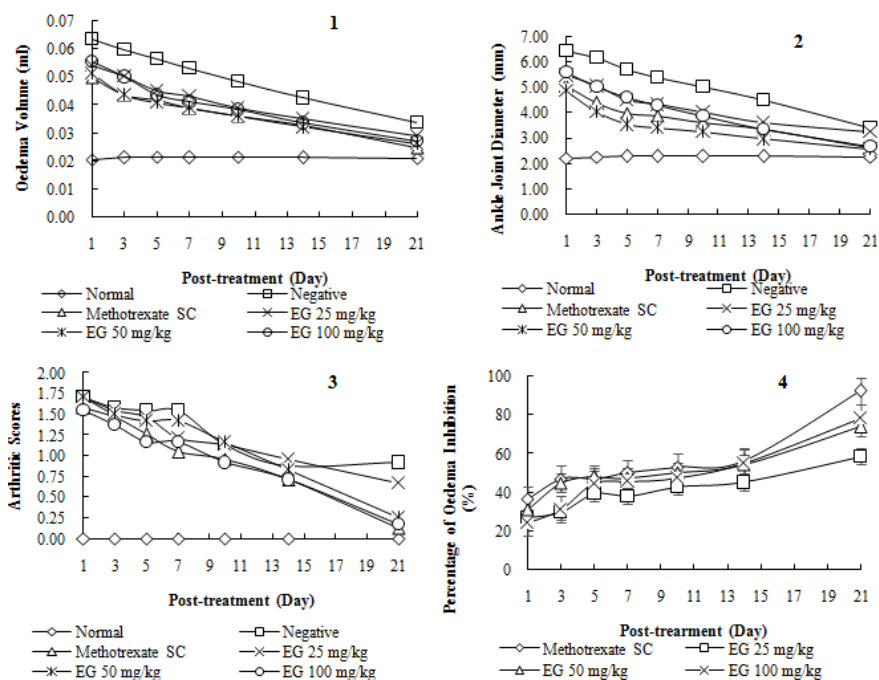 1
Oedema Volume (ml)
0.07
0.06
0.05
0.04
0.03
0.02
0.01
0.00
1 3 5 7 9 11 13 15 17 19 21
Post-treatment (Day)
Normal Negative
Methotrexate SC EG 25 mg/kg
EG 50 mg/kg EG 100 mg/kg
2
Ankle Joint Diameter (mm)
7.00
6.00
5.00
4.00
3.00
2.00
1.00
0.00
1 3 5 7 9 11 13 15 17 19 21
Post-treatment (Day)
Normal Negative
Methotrexate SC EG 25 mg/kg
EG 50 mg/kg EG 100 mg/kg
3
Arthritic Scores
2.00
1.75
1.50
1.25
1.00
0.75
0.50
0.25
0.00
1 3 5 7 9 11 13 15 17 19 21
Post-treatment (Day)
Normal Negative
Methotrexate SC EG 25 mg/kg
EG 50 mg/kg EG 100 mg/kg
4
Percentage of Oedema Inhibition
(%)
100
80
60
40
20
0
1 3 5 7 9 11 13 15 17 19 21
Post-trearment (Day)
Methotrexate SC EG 25 mg/kg
EG 50 mg/kg EG 100 mg/kg